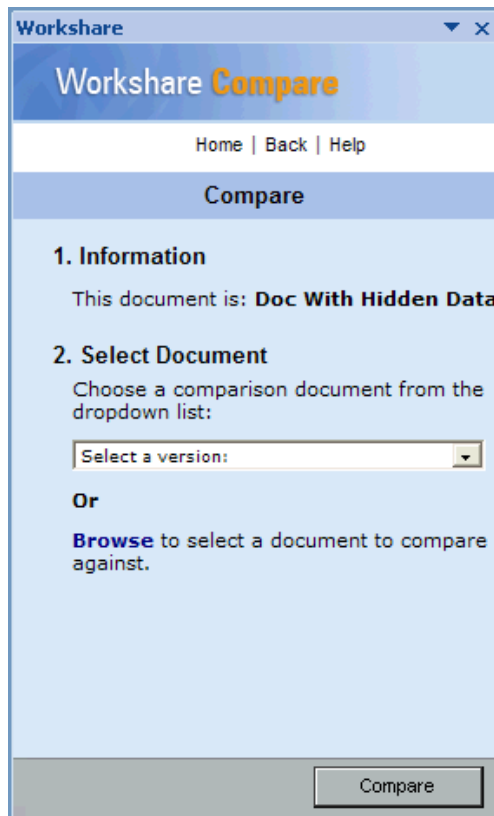 Workshare
Workshare Compare
Home | Back | Help
Compare
1. Information
This document is: Doc With Hidden Data
2. Select Document
Choose a comparison document from the
dropdown list:
Select a version:
Or
Browse to select a document to compare
against.
Compare